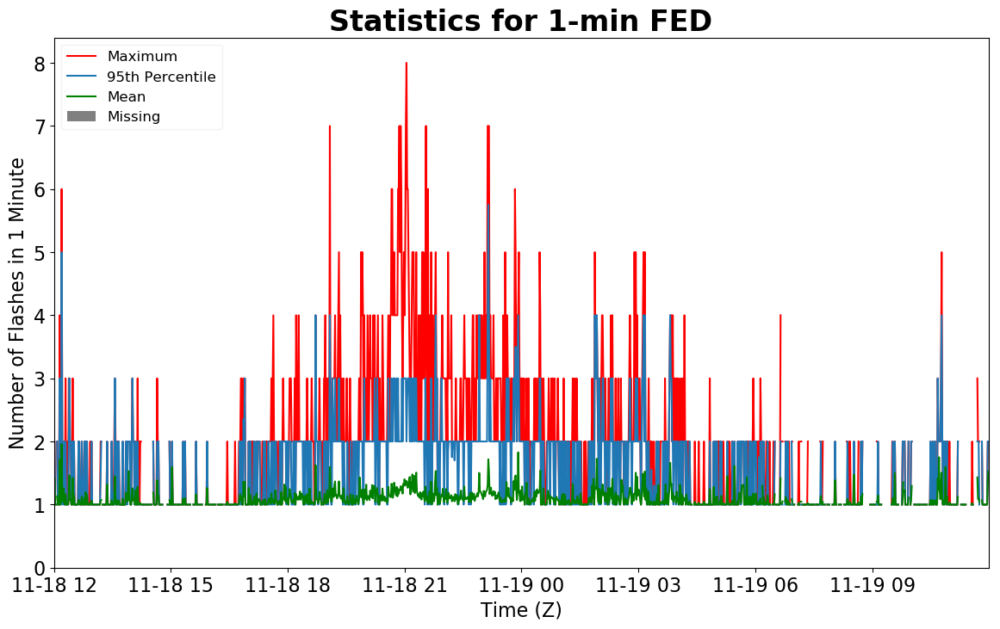 Statistics for 1-min FED
Maximum
95th Percentile
Mean
Missing
Number of Flashes in 1 Minute
8
7
6
5
4
3
2
1
0
11-18 12
11-18 15
11-18 18
11-18 21
11-19 00
11-19 03
11-19 06
11-19 09
Time (Z)